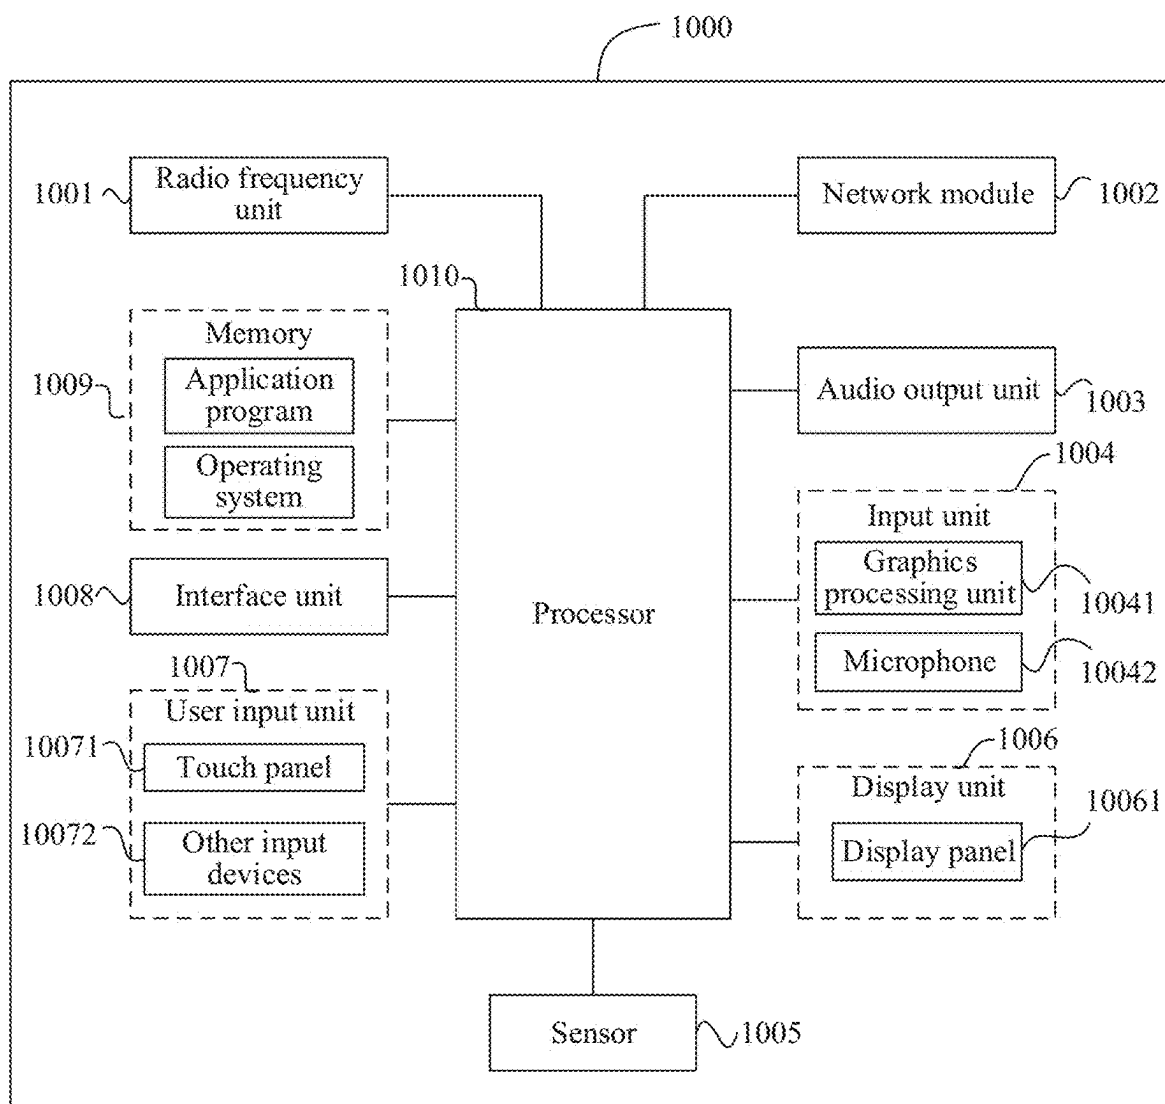 1000
1001
Radio frequency
unit
Network module
1002
1010
Memory
Application
program
Operating
system
1009
Audio output unit
1003
1004
Input unit
Graphics
processing unit
10041
Microphone
10042
1008
Interface unit
Processor
1007
User input unit
10071
Touch panel
10072
Other input
devices
1006
Display unit
10061
Display panel
Sensor
1005